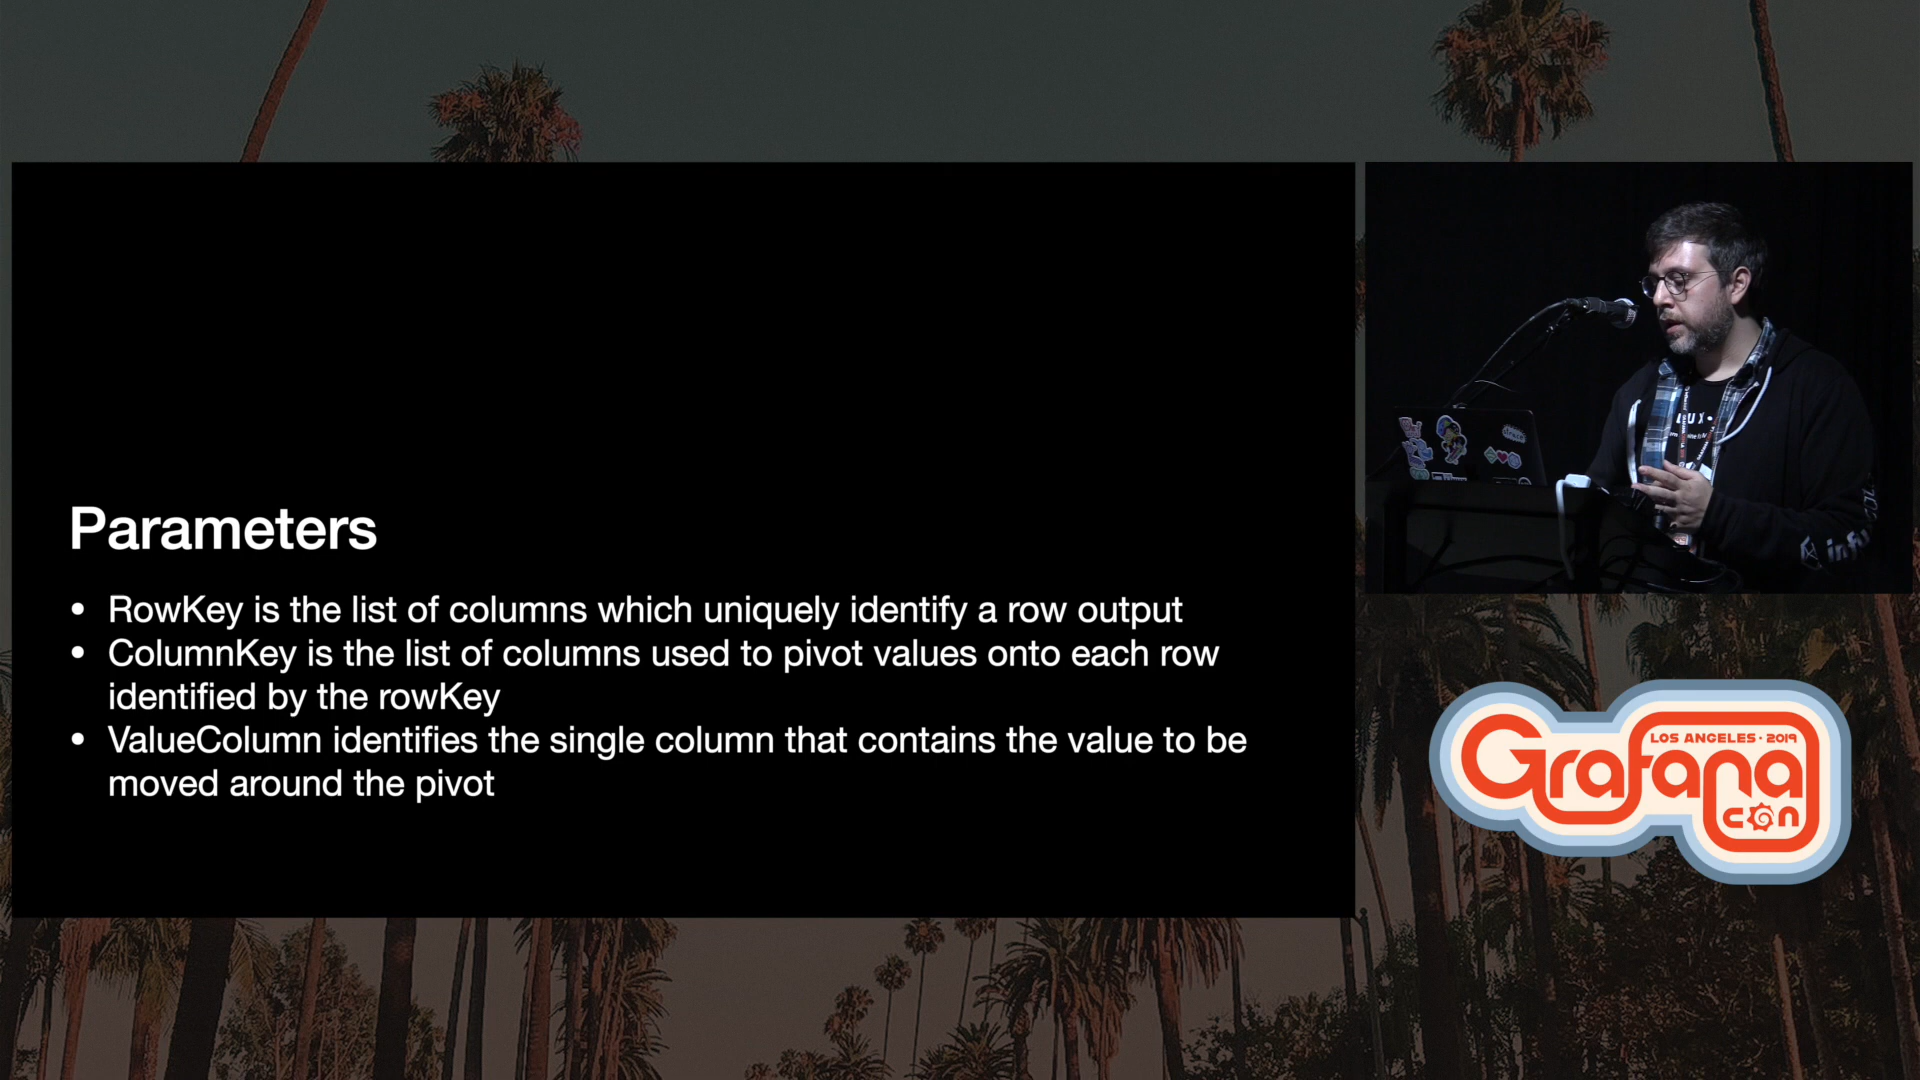 Parameters
• RowKey is the list of columns which uniquely identify a row output
• ColumnKey is the list of columns used to pivot values onto each row
identified by the rowKey
• ValueColumn identifies the single column that contains the value to be
moved around the pivot
LOS ANGELES • 2019
Grafana
con